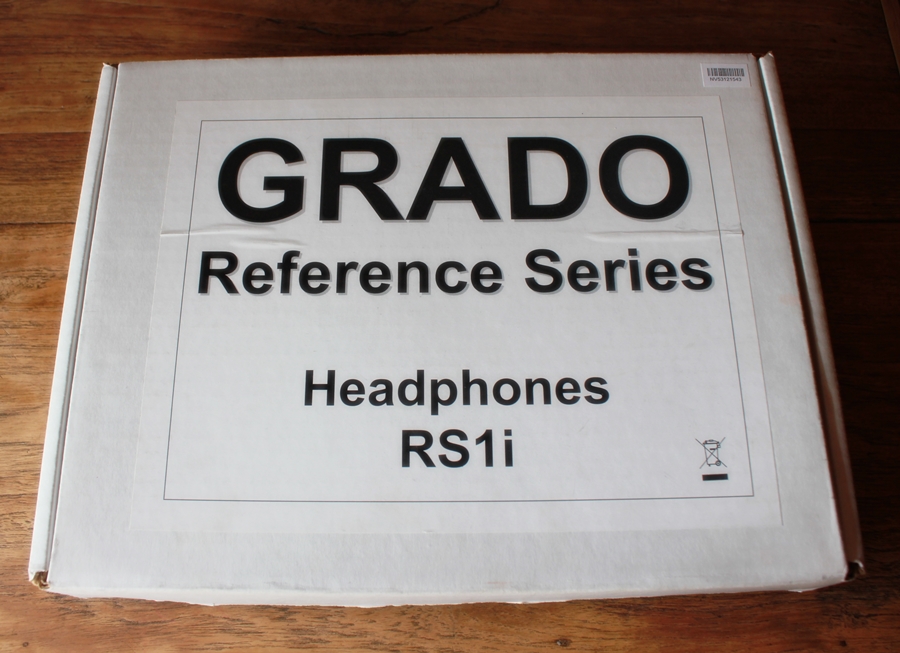 GRADO
Reference Series
Headphones
RS1i